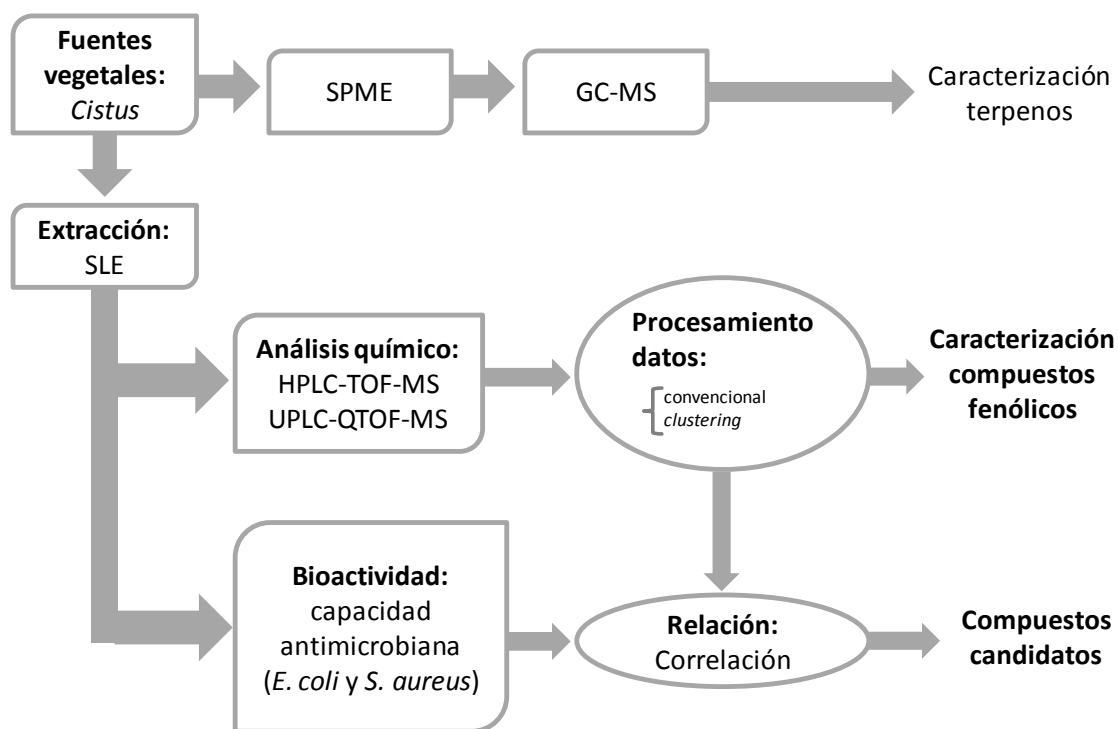 Fuentes
vegetales:
Cistus
SPME
GC-MS
Caracterización
terpenos
Extracción:
SLE
Análisis químico:
HPLC-TOF-MS
UPLC-QTOF-MS
Procesamiento
datos:
convencional
clustering
Caracterización
compuestos
fenólicos
Bioactividad:
capacidad
antimicrobiana
(E. coli y S. aureus)
Relación:
Correlación
Compuestos
candidatos